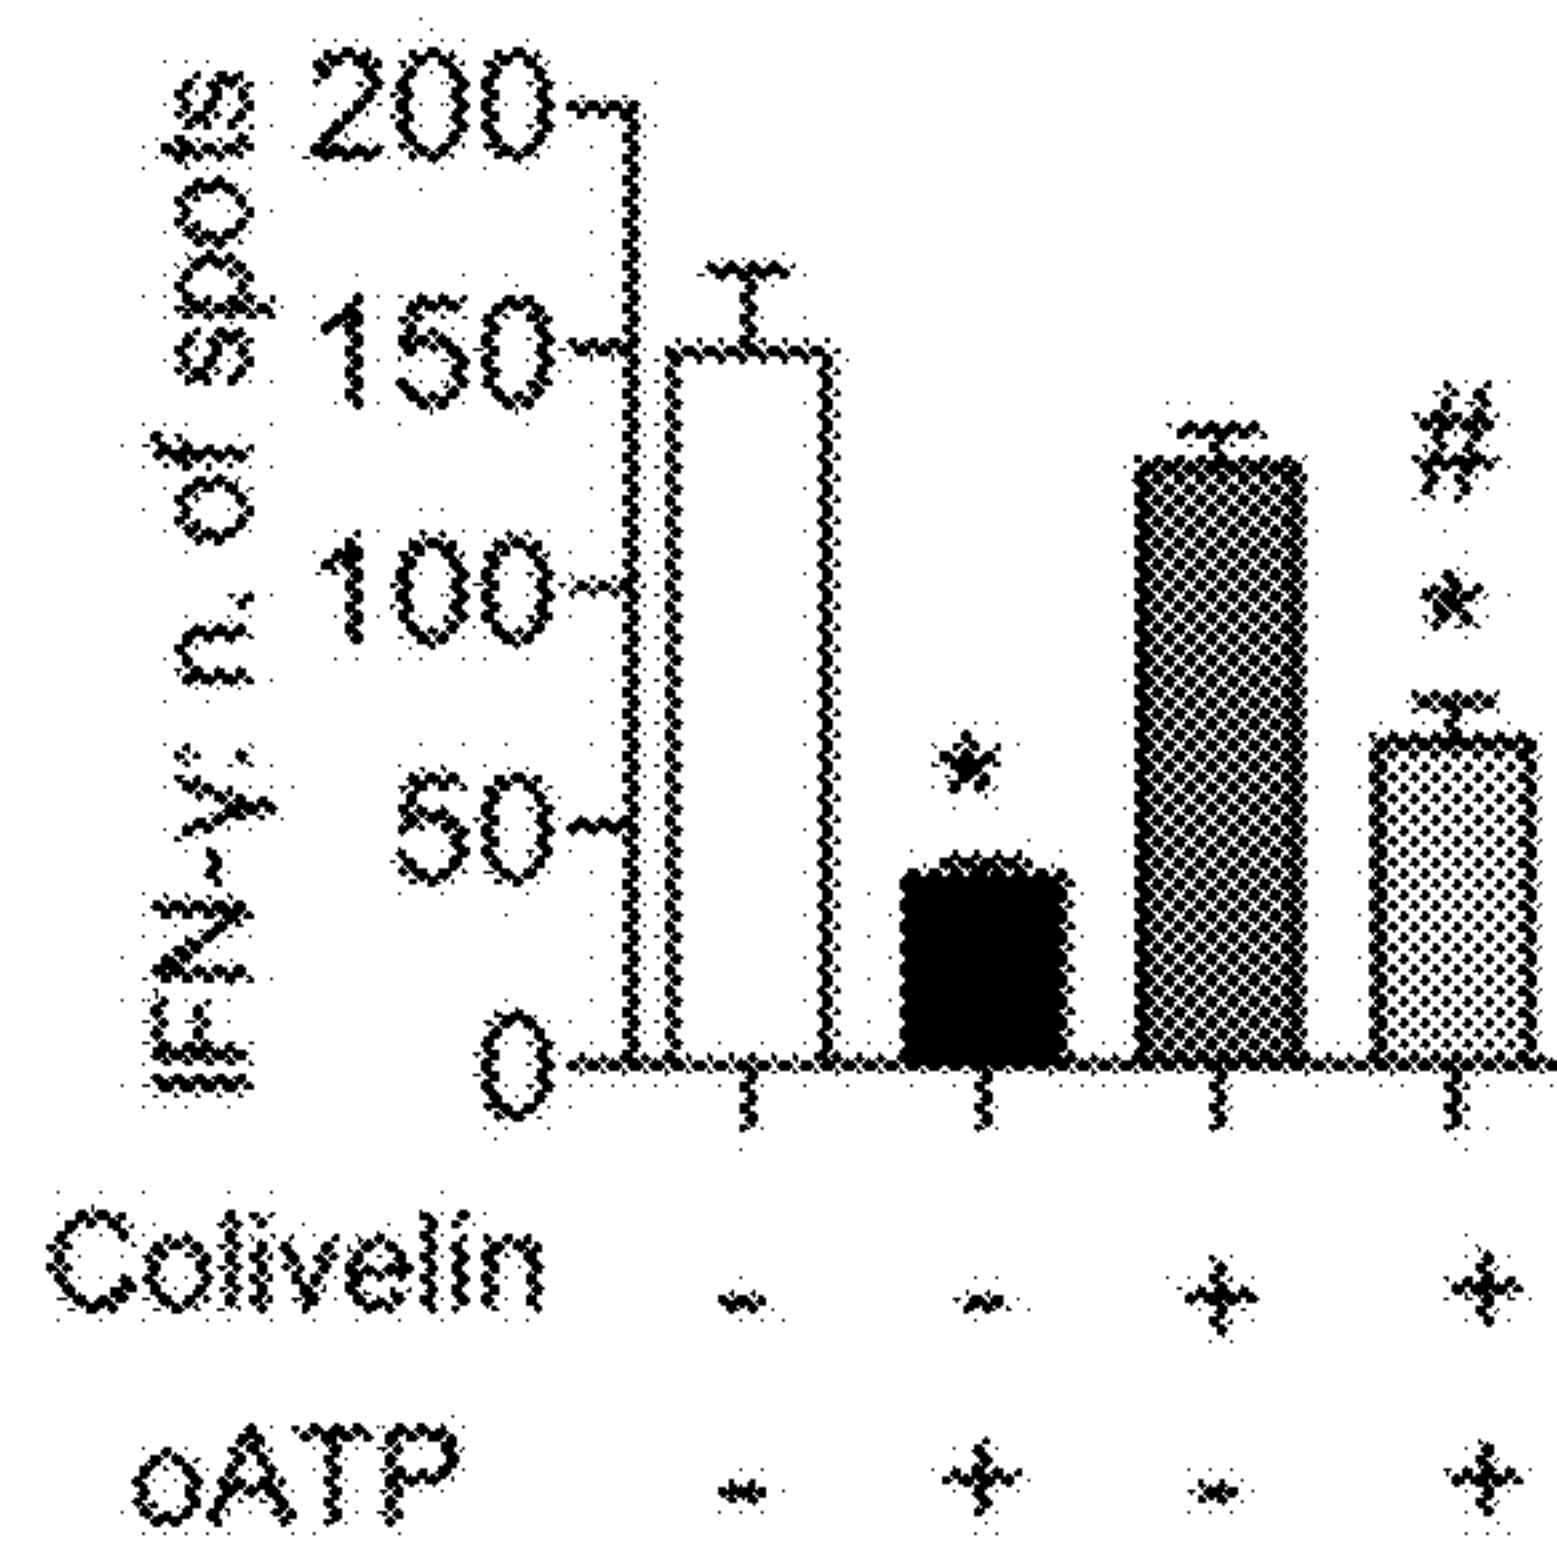 IFN-γ: n. of spots
200
150
100
50
0
*
*
#
Colivelin - - + +
oATP - + - +